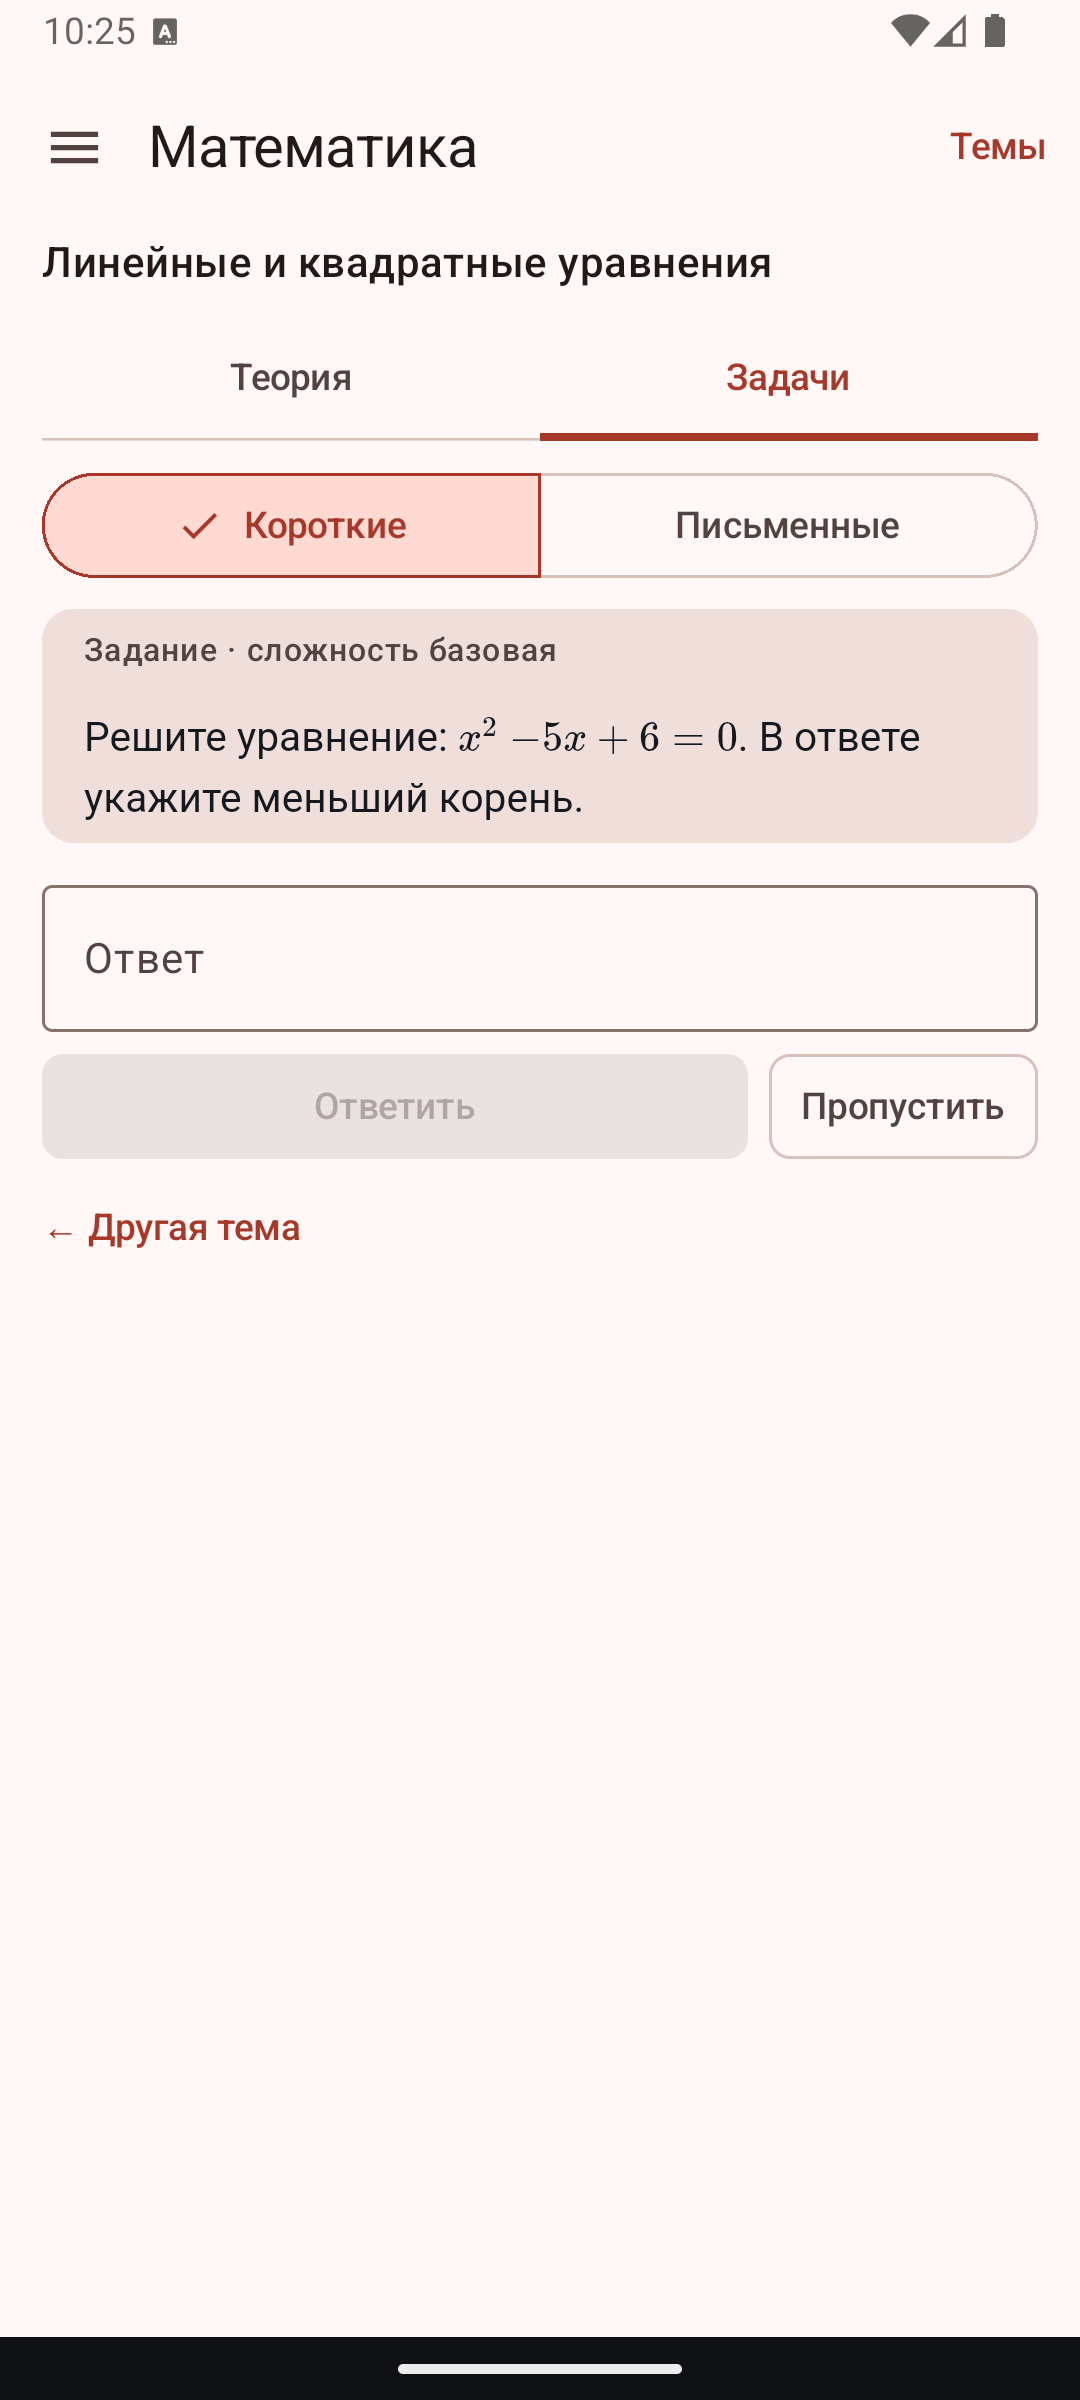 10:25
Математика
Темы
Линейные и квадратные уравнения
Теория
Задачи
Короткие
Письменные
Задание · сложность базовая
Решите уравнение: x² −5x + 6 = 0. В ответе
укажите меньший корень.
Ответ
Ответить
Пропустить
← Другая тема